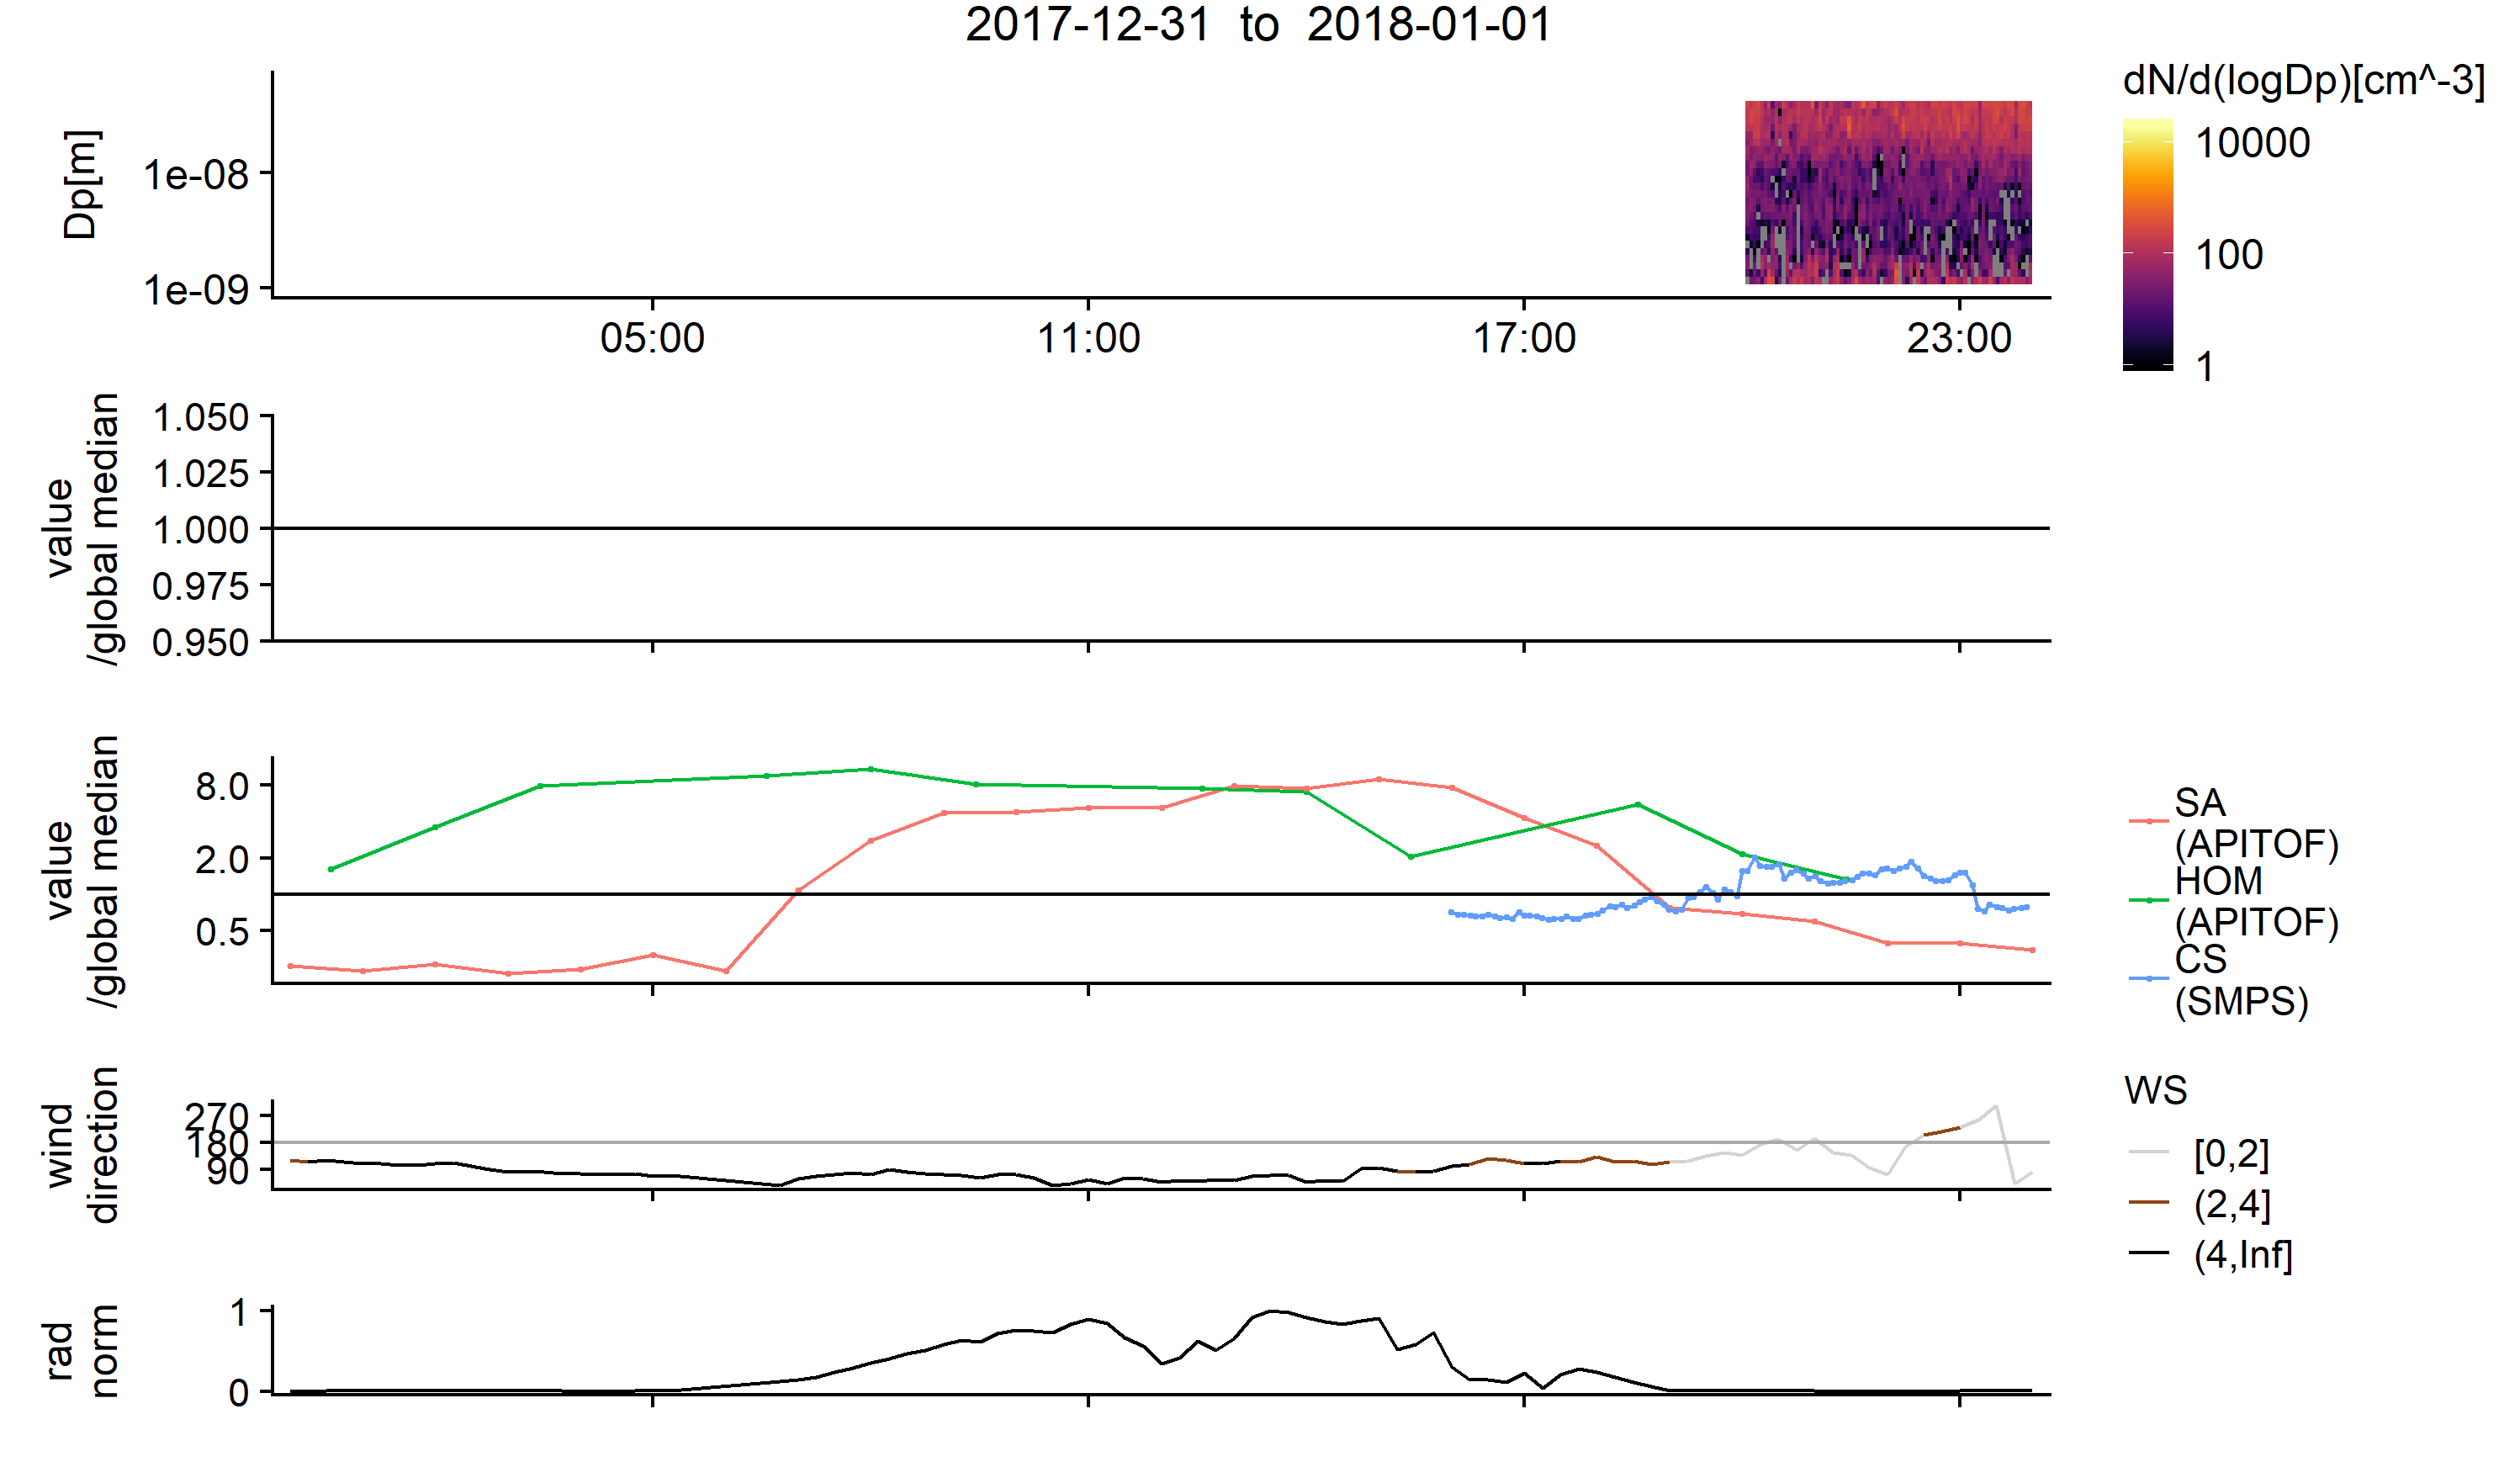 2017-12-31 to 2018-01-01
Dp[m]
1e-08
1e-09
05:00
11:00
17:00
23:00
dN/d(logDp)[cm^-3]
10000
100
1
value
/global median
1.050
1.025
1.000
0.975
0.950
value
/global median
8.0
2.0
0.5
SA
(APITOF)
HOM
(APITOF)
CS
(SMPS)
wind
direction
270
180
90
WS
[0,2]
(2,4]
(4,Inf]
rad
norm
1
0